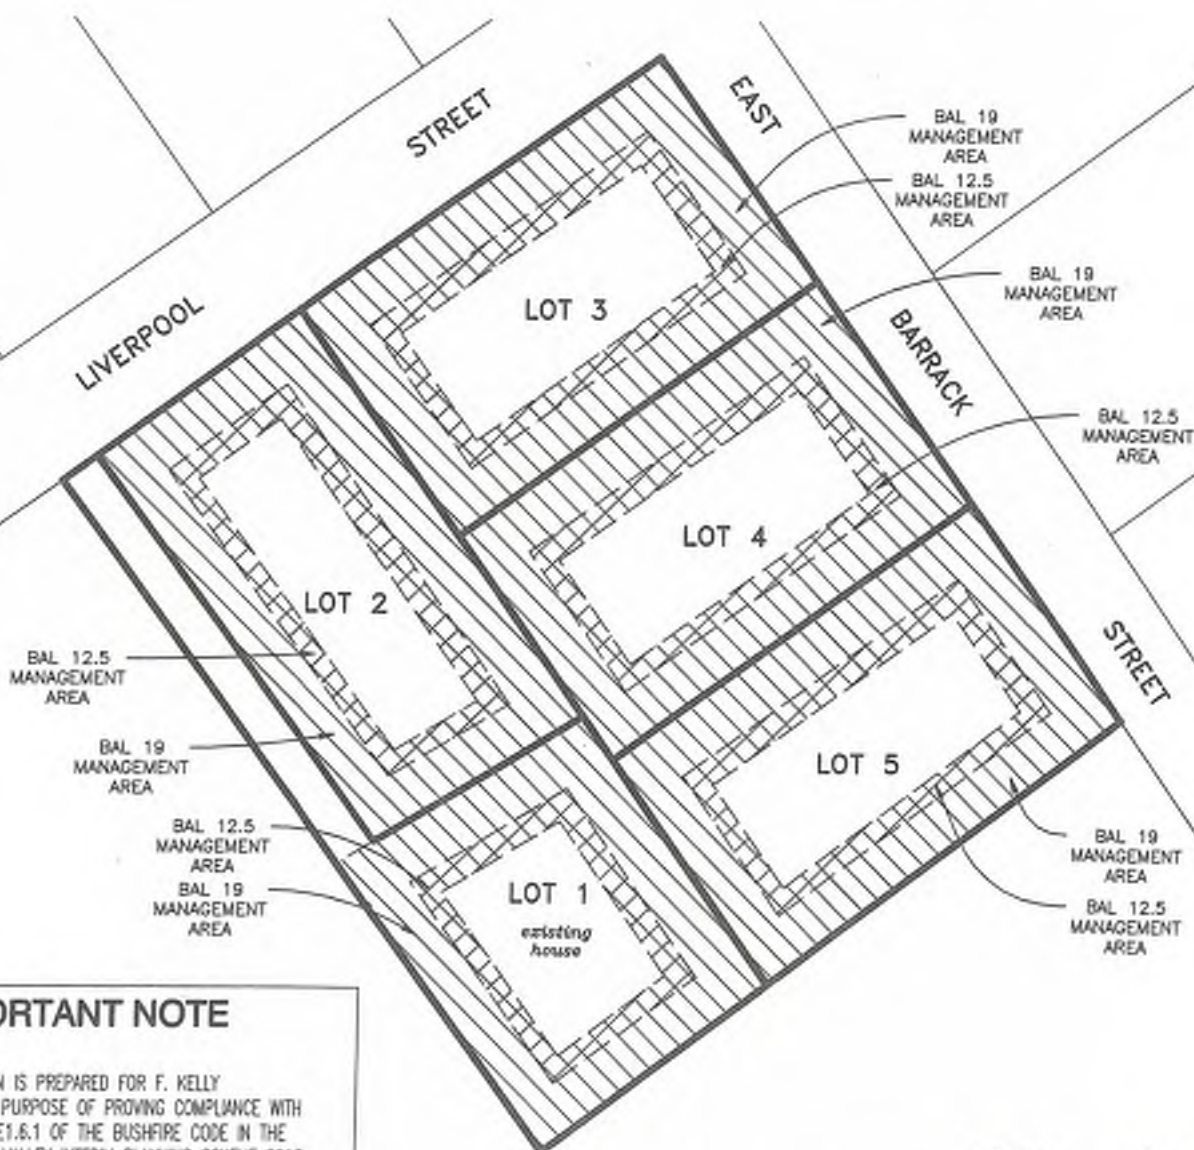 STREET
LIVERPOOL
EAST
BARRACK
STREET
BAL 19
MANAGEMENT
AREA
BAL 12.5
MANAGEMENT
AREA
BAL 19
MANAGEMENT
AREA
BAL 12.5
MANAGEMENT
AREA
LOT 3
LOT 4
LOT 2
LOT 5
LOT 1
existing
house
BAL 12.5
MANAGEMENT
AREA
BAL 19
MANAGEMENT
AREA
BAL 12.5
MANAGEMENT
AREA
BAL 19
MANAGEMENT
AREA
BAL 19
MANAGEMENT
AREA
BAL 12.5
MANAGEMENT
AREA
ORTANT NOTE
N IS PREPARED FOR F. KELLY
PURPOSE OF PROVING COMPLIANCE WITH
E1.6.1 OF THE BUSHFIRE CODE IN THE